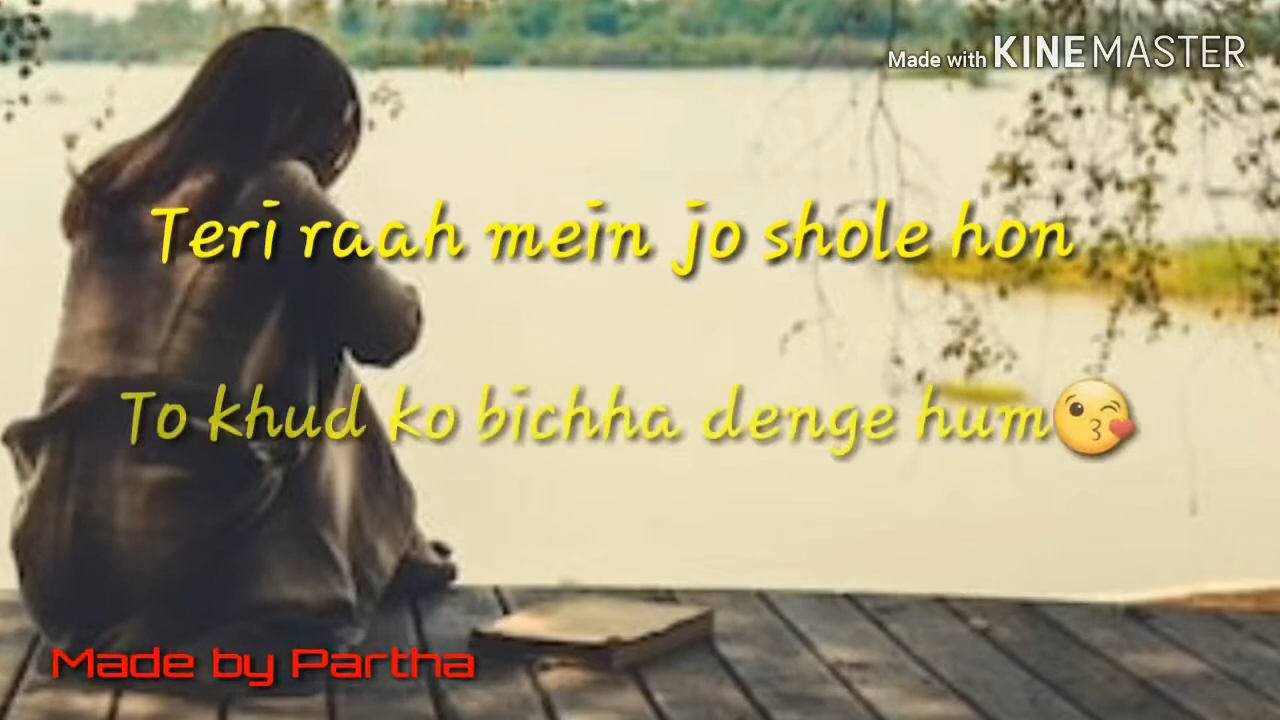 Made with KINEMASTER
Teri raah mein jo shole hon
To khud ko bichha denge hum😘
Made by Partha